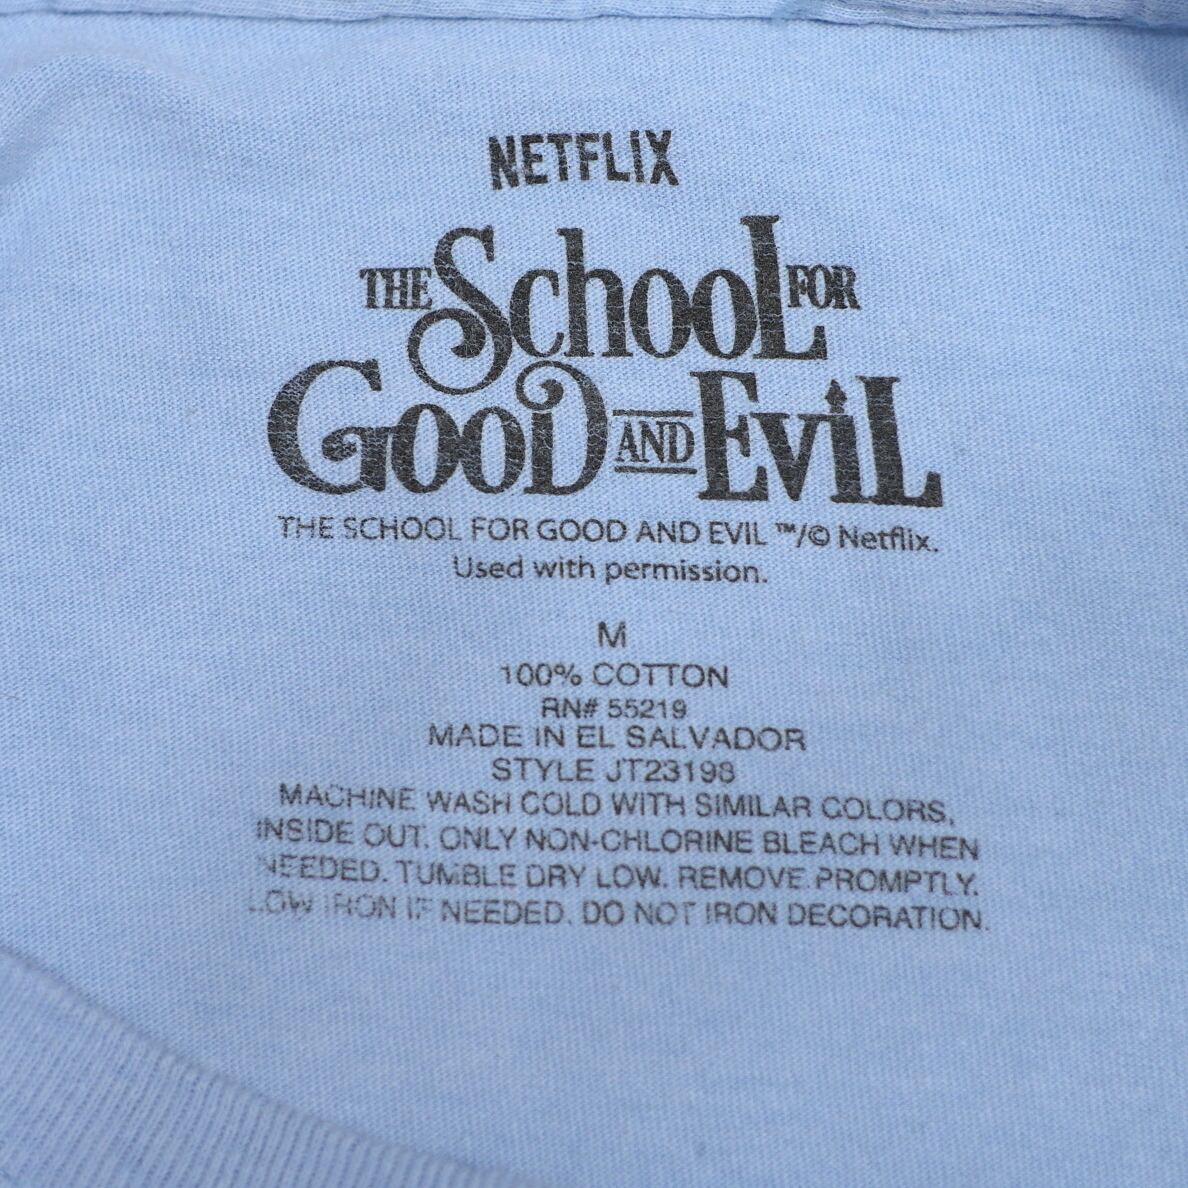 NETFLIX
THE SCHOOL FOR
GOOD AND EVIL
THE SCHOOL FOR GOOD AND EVIL ™/© Netflix.
Used with permission.
M
100% COTTON
RN# 55219
MADE IN EL SALVADOR
STYLE JT23198
MACHINE WASH COLD WITH SIMILAR COLORS,
INSIDE OUT. ONLY NON-CHLORINE BLEACH WHEN
NEEDED. TUMBLE DRY LOW. REMOVE PROMPTLY.
LOW IRON IF NEEDED. DO NOT IRON DECORATION.